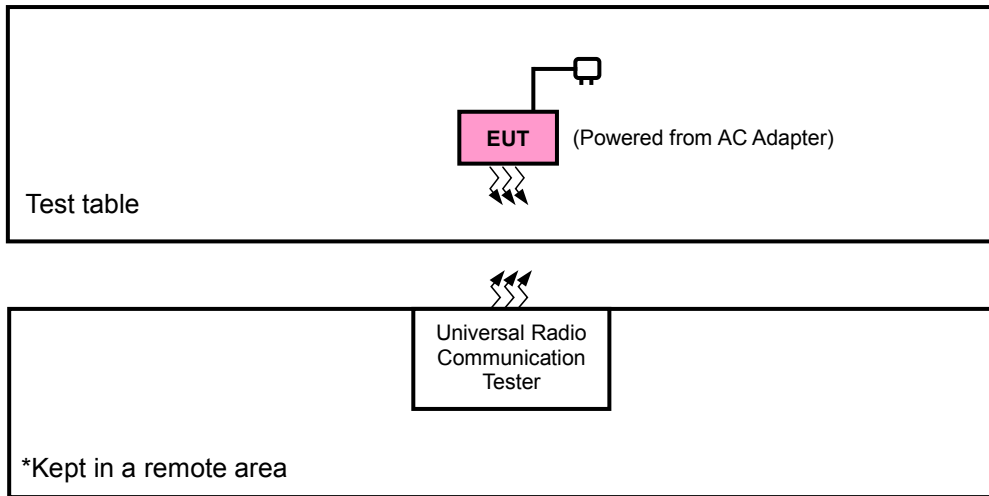 EUT
(Powered from AC Adapter)
Test table
Universal Radio
Communication
Tester
*Kept in a remote area